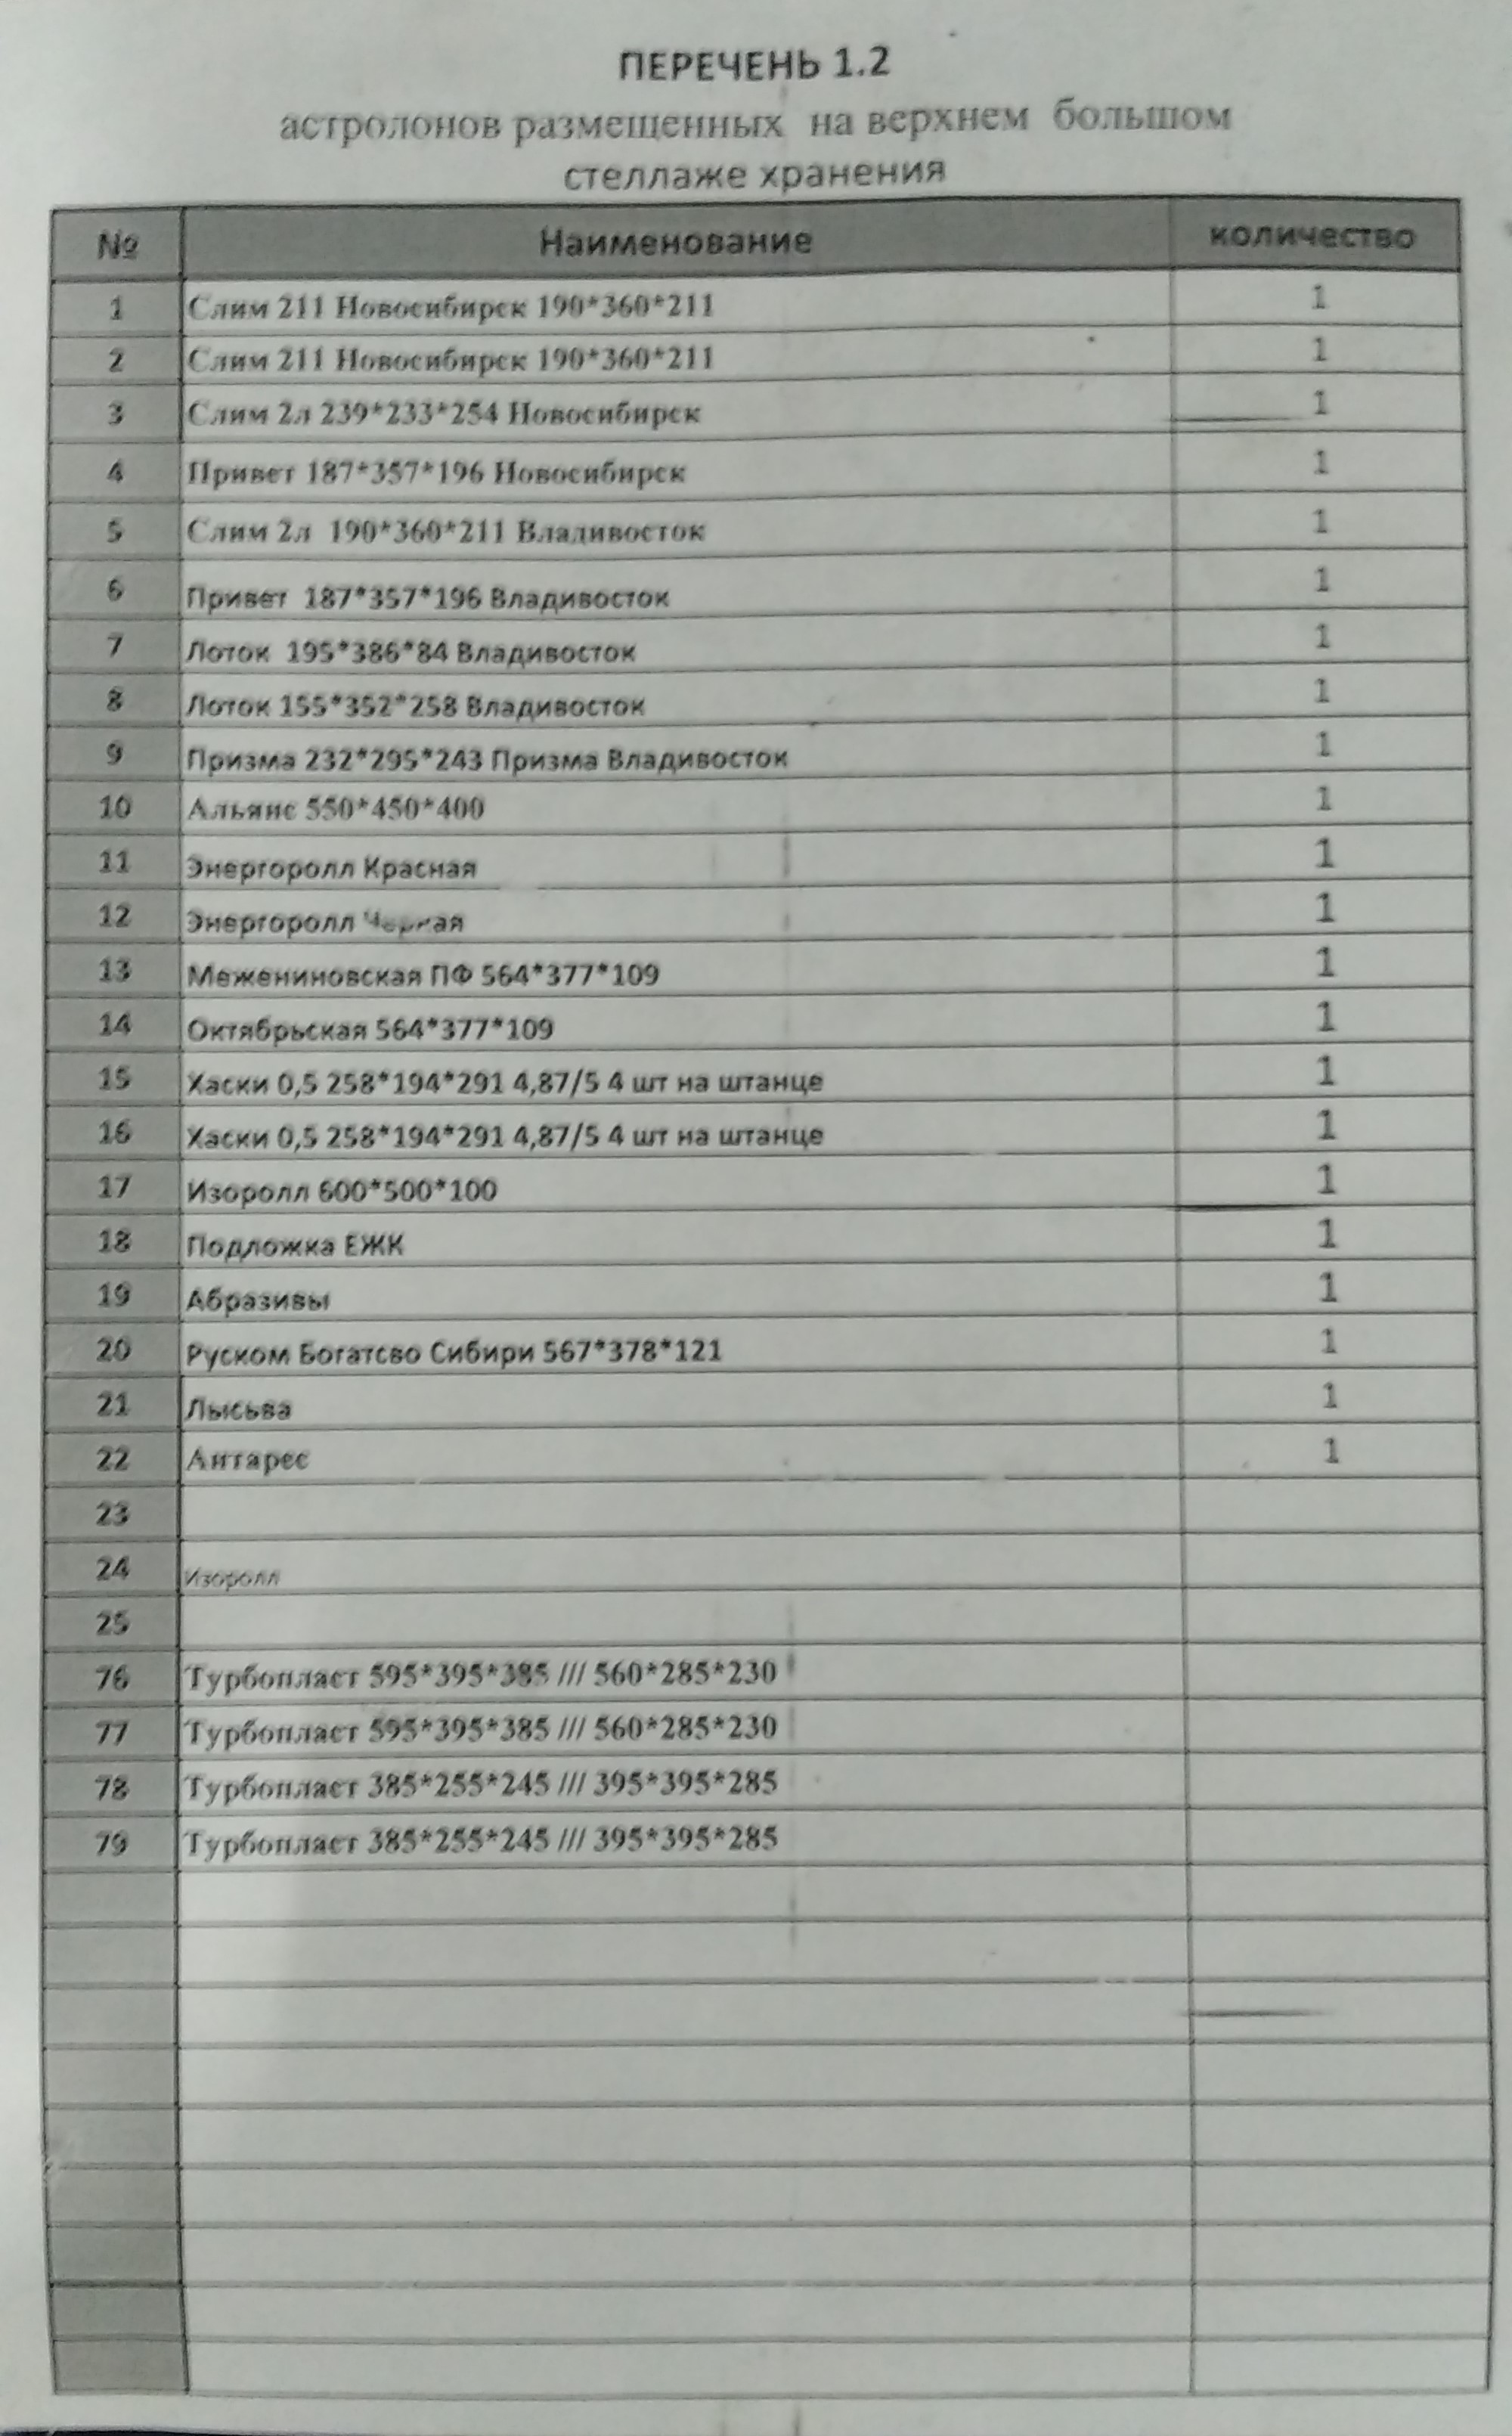 ПЕРЕЧЕНЬ 1.2
астролонов размещенных на верхнем большом
стеллаже хранения
№ Наименование количество
1 Слим 211 Новосибирск 190*360*211 1
2 Слим 211 Новосибирск 190*360*211 1
3 Слим 2л 239*233*254 Новосибирск 1
4 Привет 187*357*196 Новосибирск 1
5 Слим 2л 190*360*211 Владивосток 1
6 Привет 187*357*196 Владивосток 1
7 Лоток 195*386*84 Владивосток 1
8 Лоток 155*352*258 Владивосток 1
9 Призма 232*295*243 Призма Владивосток 1
10 Альянс 550*450*400 1
11 Энергоролл Красная 1
12 Энергоролл Черная 1
13 Межениновская ПФ 564*377*109 1
14 Октябрьская 564*377*109 1
15 Хаски 0,5 258*194*291 4,87/5 4 шт на штанце 1
16 Хаски 0,5 258*194*291 4,87/5 4 шт на штанце 1
17 Изоролл 600*500*100 1
18 Подложка ЕЖК 1
19 Абразивы 1
20 Руском Богатсво Сибири 567*378*121 1
21 Лысьва 1
22 Антарес 1
23
24 Изоролл
25
76 Турбопласт 595*395*385 /// 560*285*230
77 Турбопласт 595*395*385 /// 560*285*230
78 Турбопласт 385*255*245 /// 395*395*285
79 Турбопласт 385*255*245 /// 395*395*285